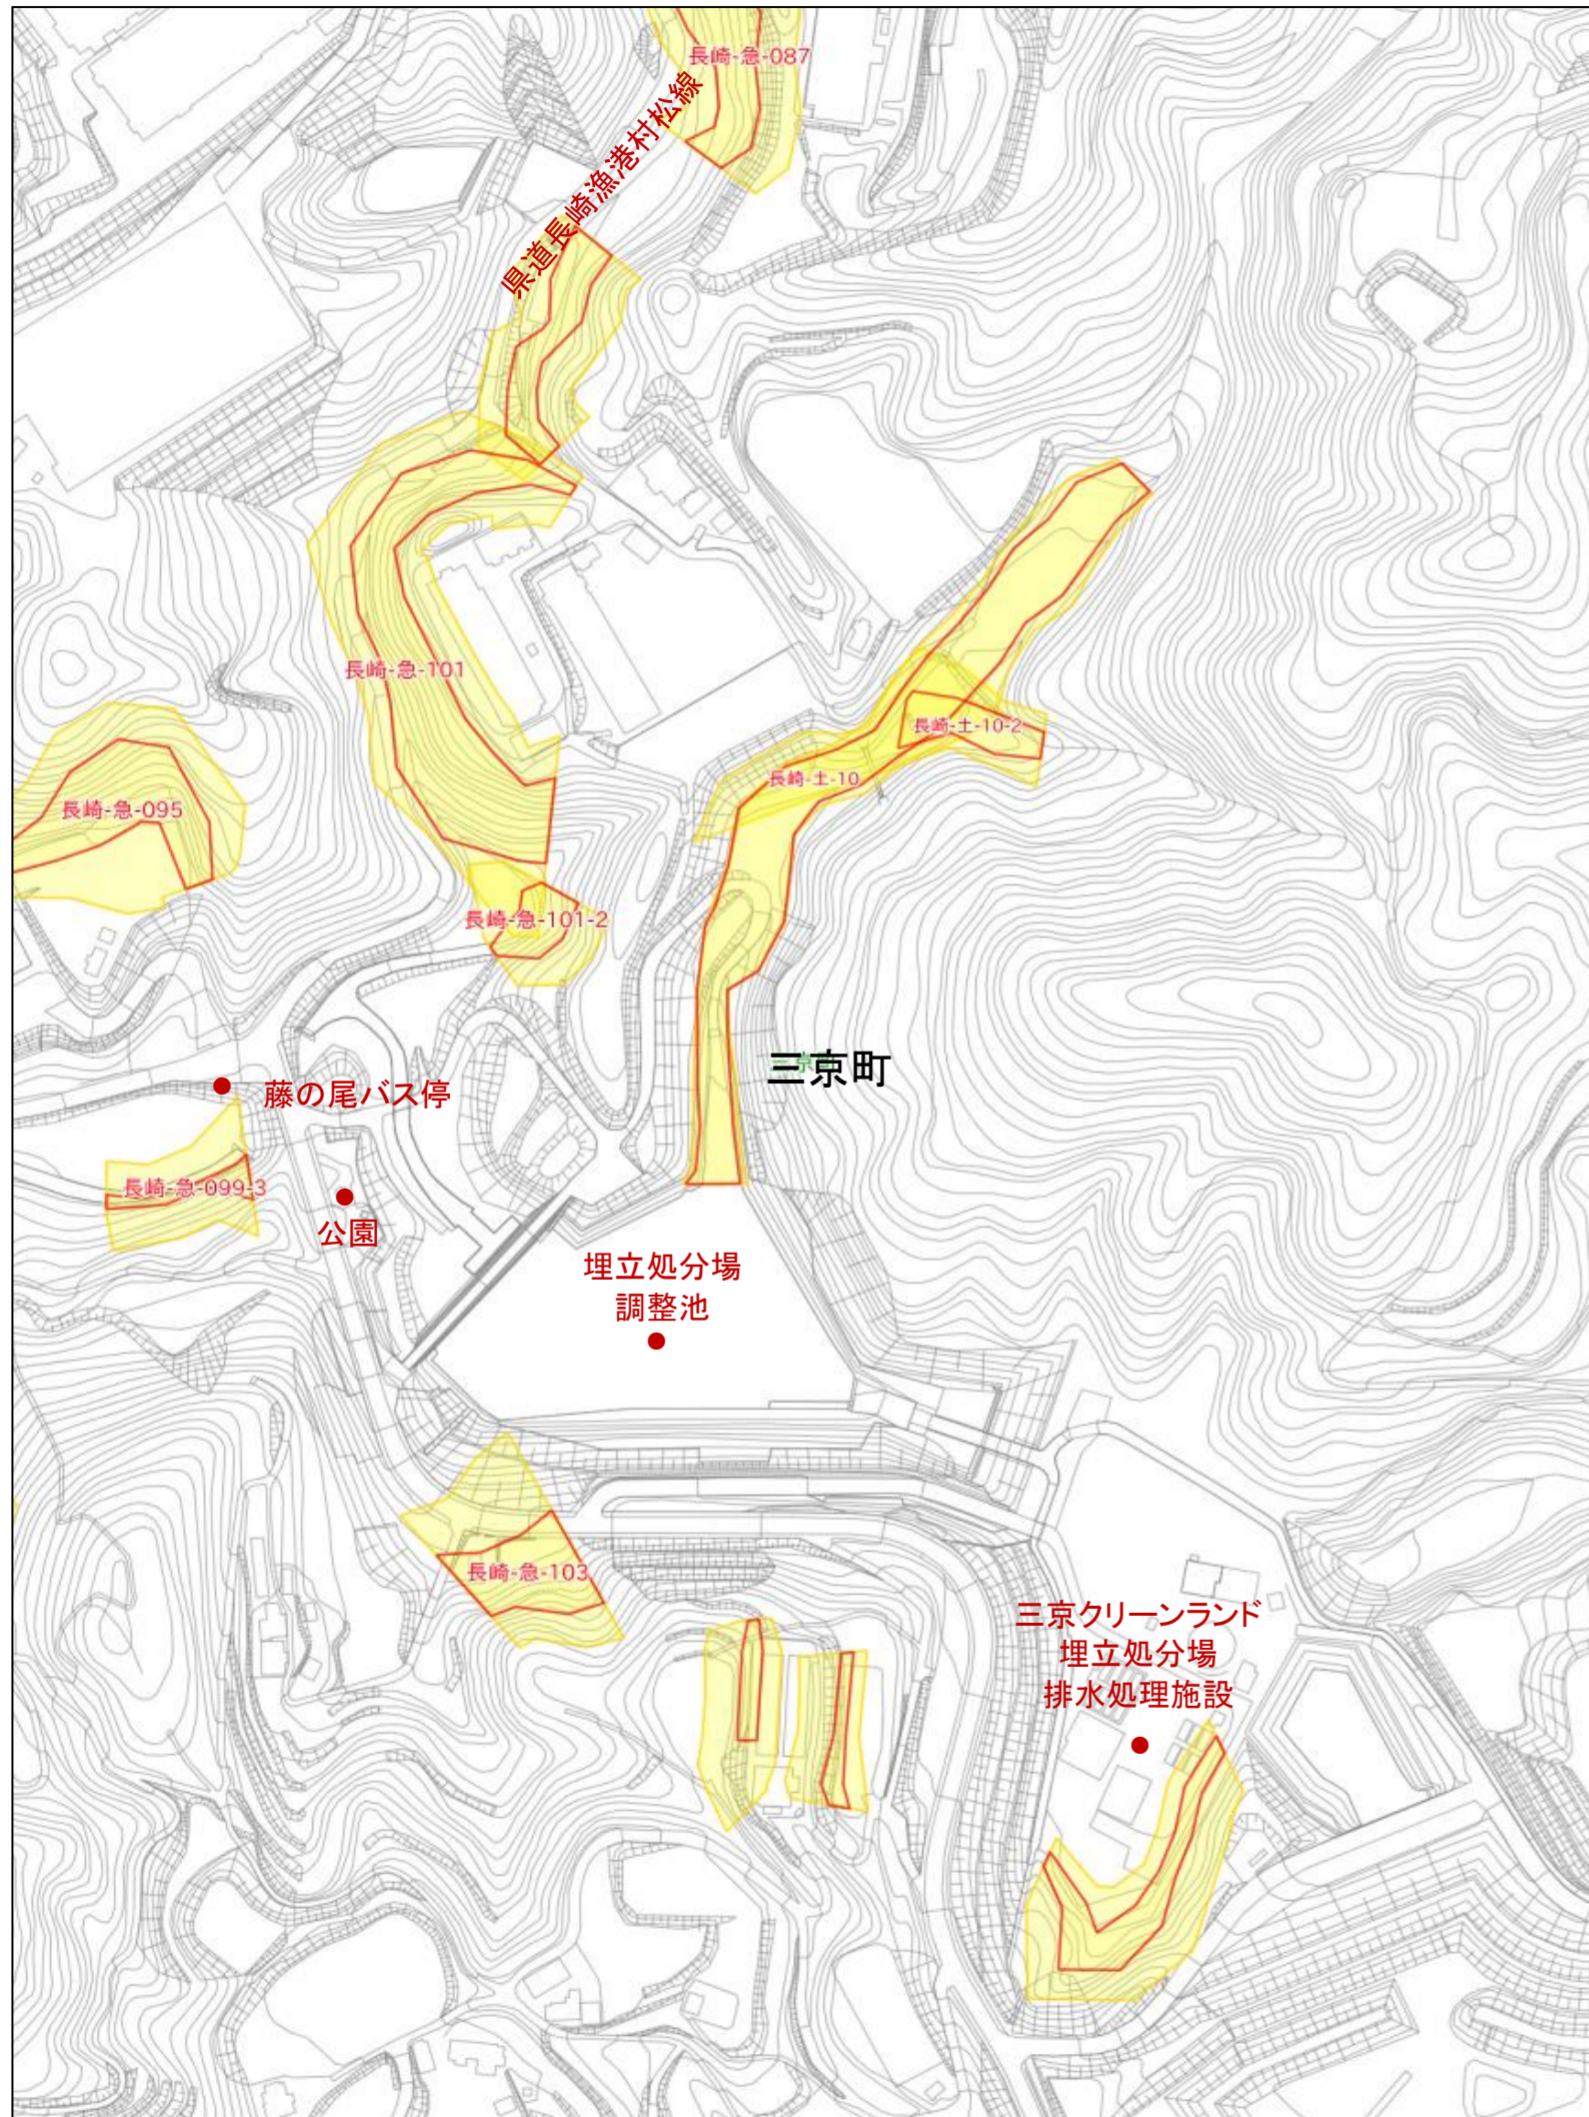 長崎-急-087
県道長崎漁港村松線
長崎-急-101
長崎-土-10-2
長崎-土-10
長崎-急-095
長崎-急-101-2
三京町
藤の尾バス停
長崎-急-099-3
公園
埋立処分場
調整池
長崎-急-103
三京クリーンランド
埋立処分場
排水処理施設